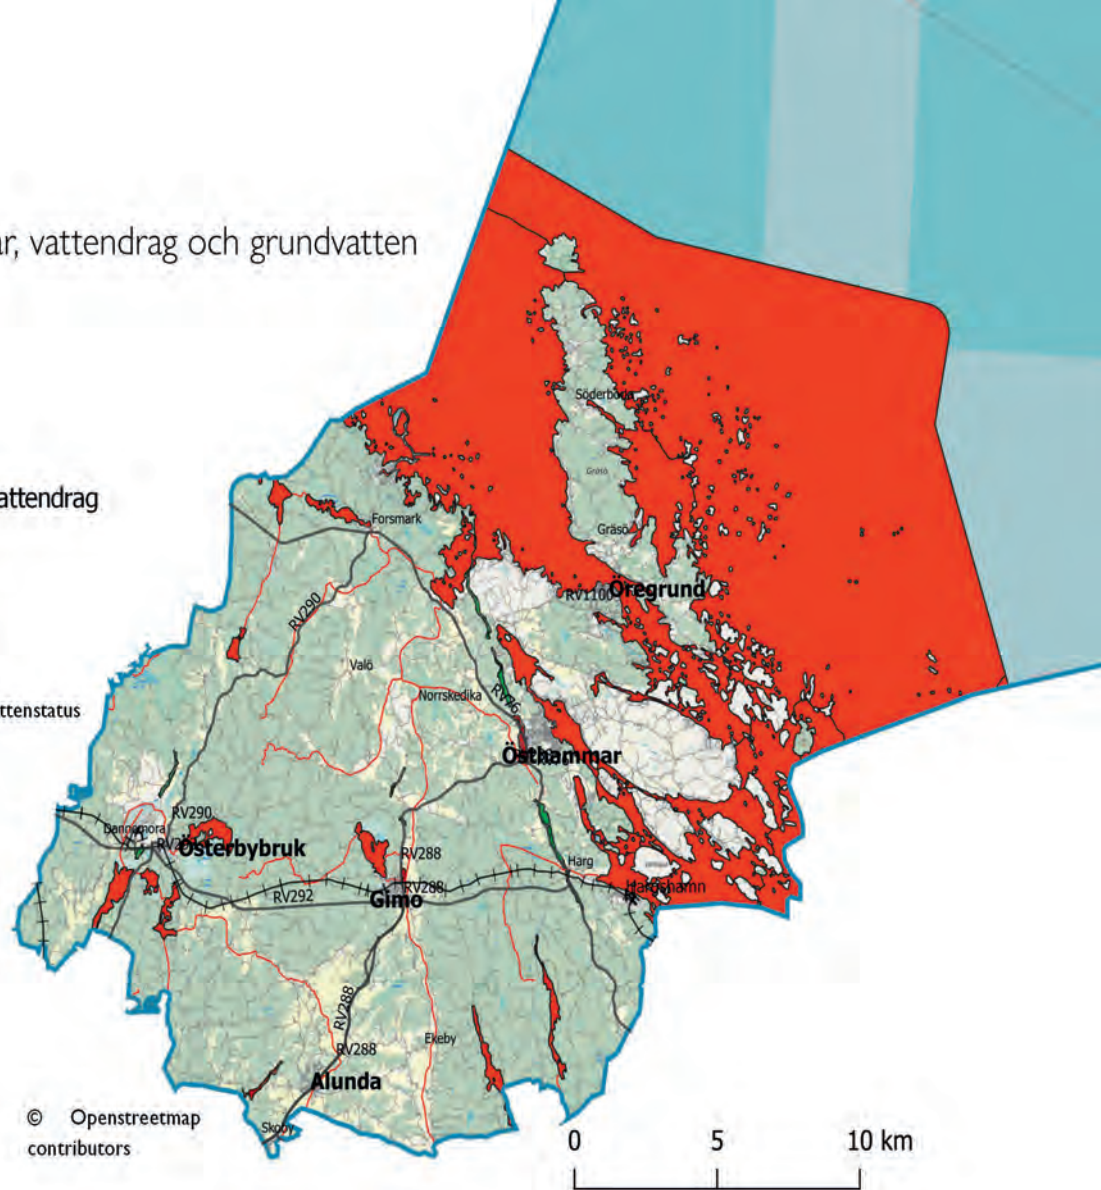 ar, vattendrag och grundvatten
Söderboda
Gräsö
attendrag
Forsmark
Gräsö
RV1100
Öregrund
RV290
Valö
Norrskedika
RV76
ttenstatus
Östhammar
RV290
Dannemora
Österbybruk
RV288
Harg
RV288
Hargshamn
RV292
Gimo
RV288
Ekeby
RV288
Alunda
© Openstreetmap
contributors
Skoby
0 5 10 km